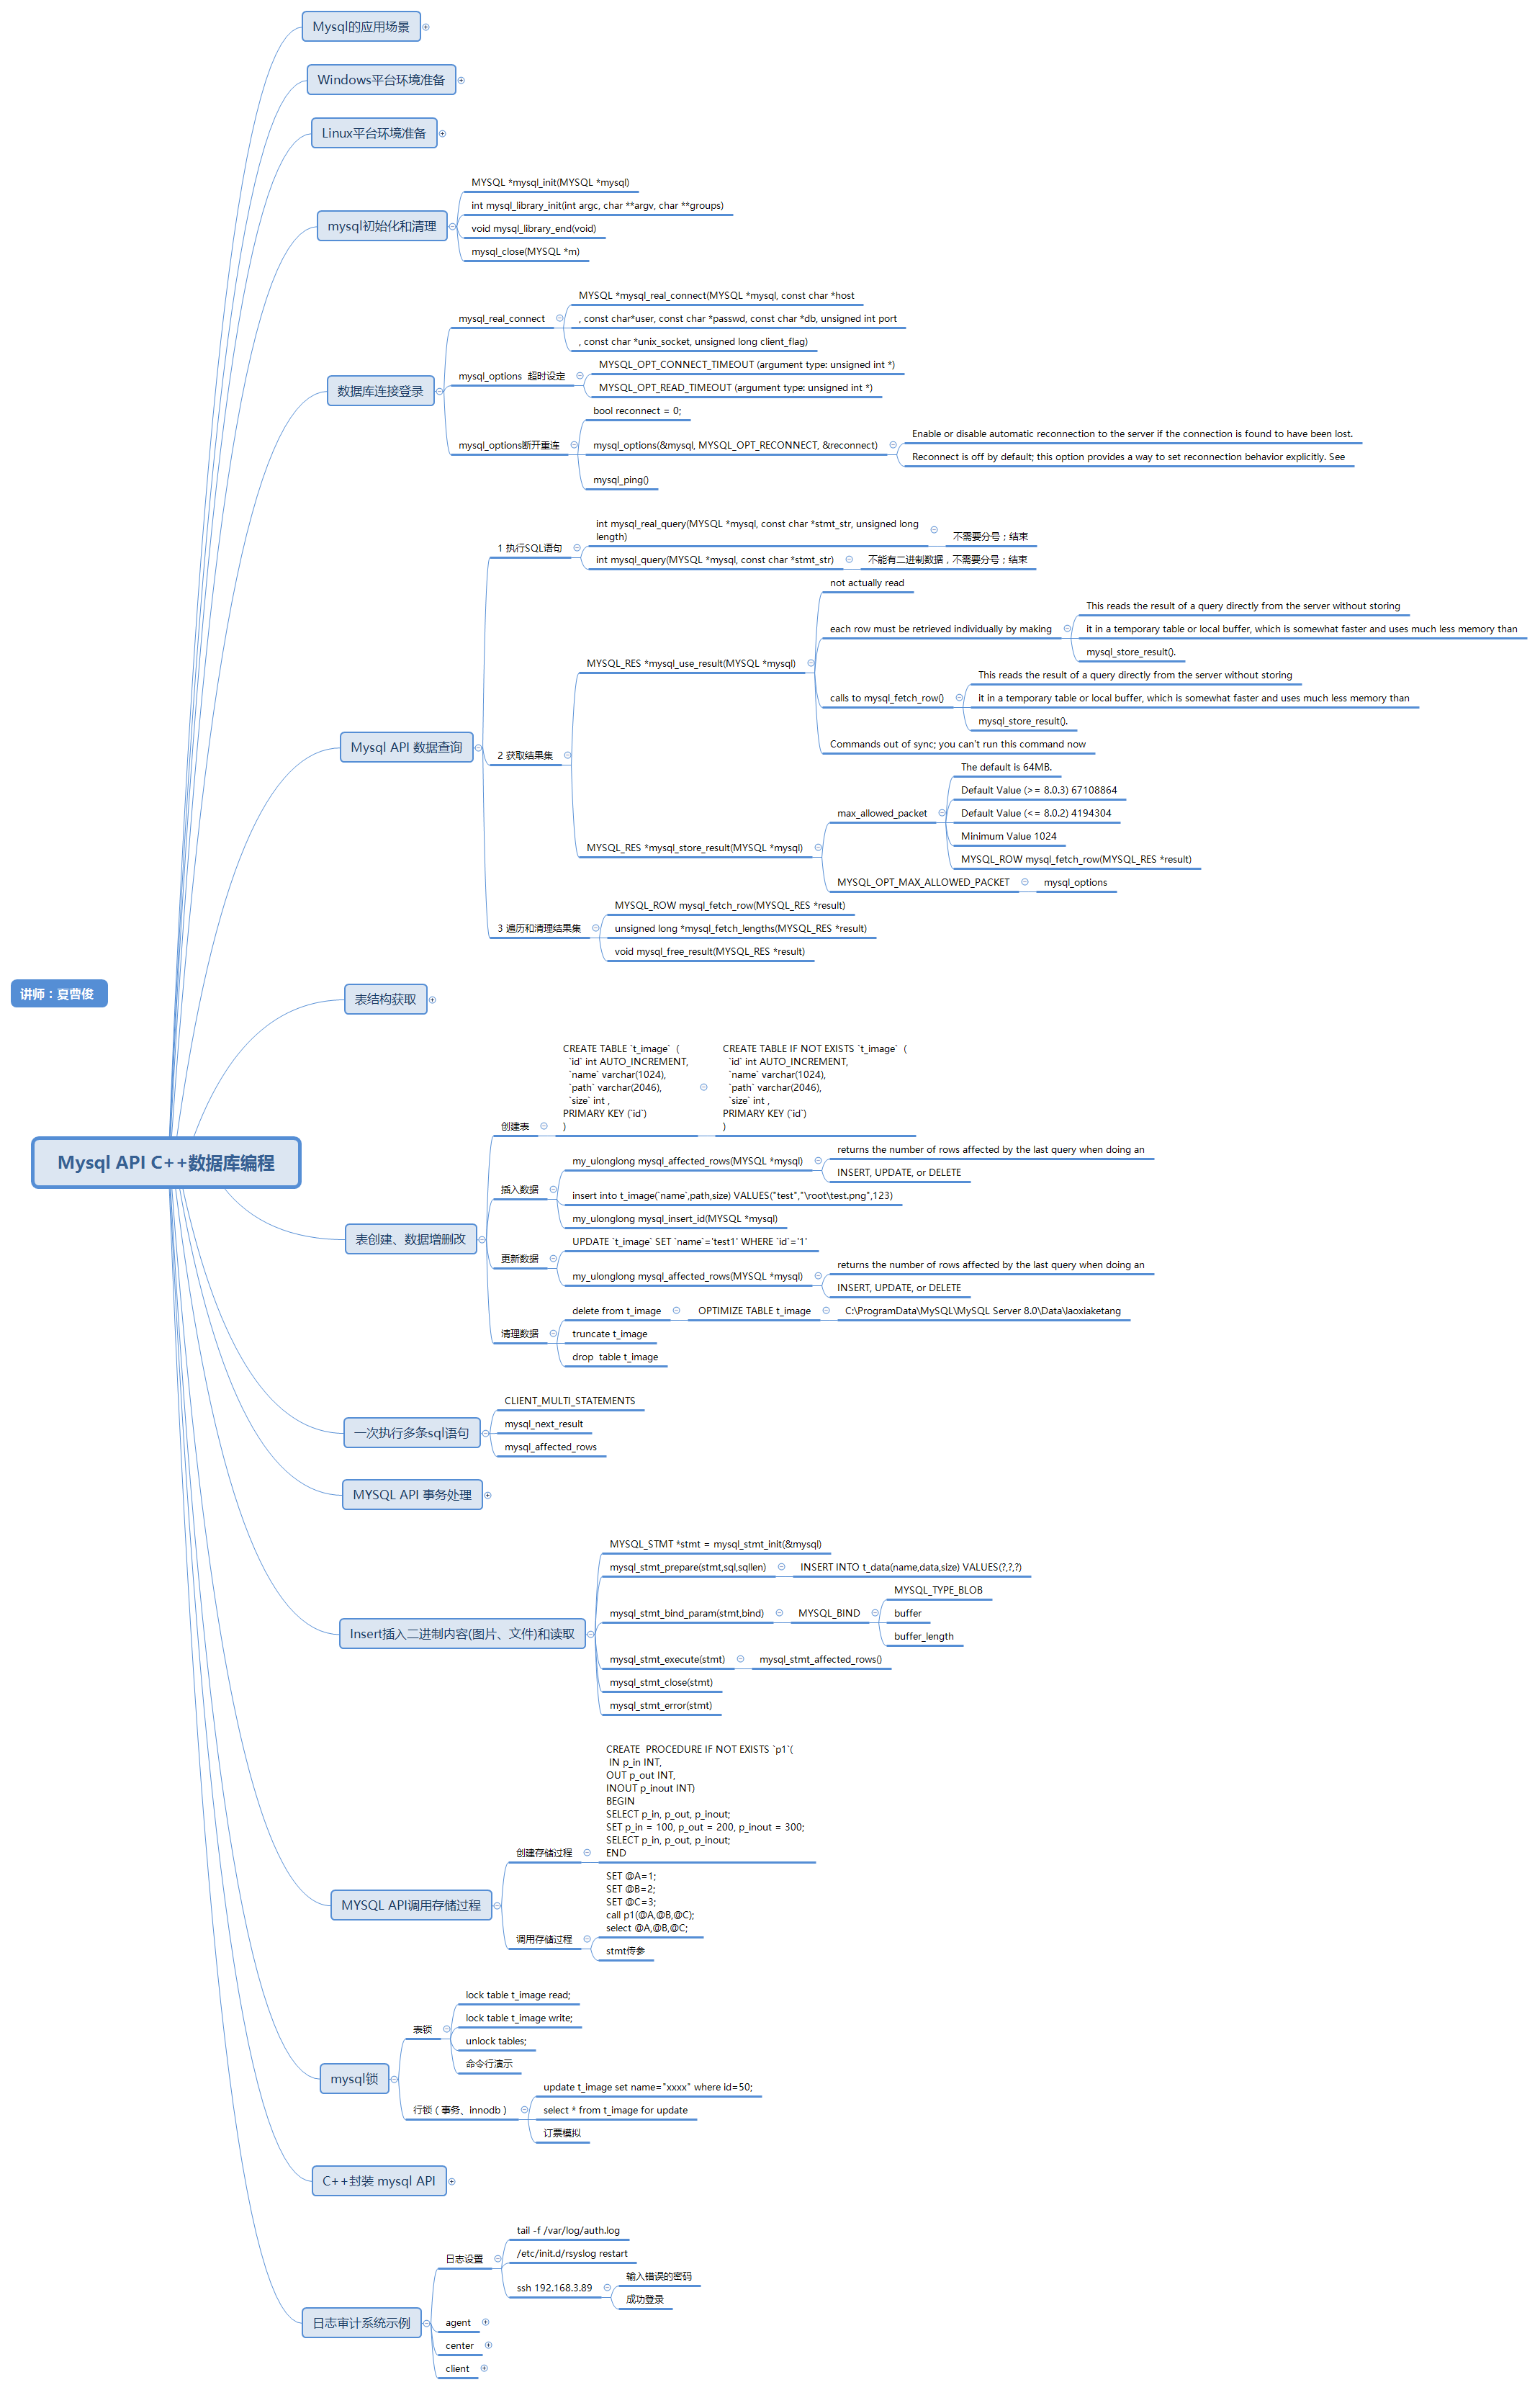 Mysql的应用场景
Windows平台环境准备
Linux平台环境准备
mysql初始化和清理
MYSQL *mysql_init(MYSQL *mysql)
int mysql_library_init(int argc, char **argv, char **groups)
void mysql_library_end(void)
mysql_close(MYSQL *m)
数据库连接登录
mysql_real_connect
MYSQL *mysql_real_connect(MYSQL *mysql, const char *host
, const char*user, const char *passwd, const char *db, unsigned int port
, const char *unix_socket, unsigned long client_flag)
mysql_options  超时设定
MYSQL_OPT_CONNECT_TIMEOUT (argument type: unsigned int *)
MYSQL_OPT_READ_TIMEOUT (argument type: unsigned int *)
mysql_options断开重连
bool reconnect = 0;
mysql_options(&mysql, MYSQL_OPT_RECONNECT, &reconnect)
Enable or disable automatic reconnection to the server if the connection is found to have been lost.
Reconnect is off by default; this option provides a way to set reconnection behavior explicitly. See
mysql_ping()
Mysql API 数据查询
1 执行SQL语句
int mysql_real_query(MYSQL *mysql, const char *stmt_str, unsigned long
length)
不需要分号；结束
int mysql_query(MYSQL *mysql, const char *stmt_str)
不能有二进制数据，不需要分号；结束
2 获取结果集
MYSQL_RES *mysql_use_result(MYSQL *mysql)
not actually read
each row must be retrieved individually by making
This reads the result of a query directly from the server without storing
it in a temporary table or local buffer, which is somewhat faster and uses much less memory than
mysql_store_result().
calls to mysql_fetch_row()
This reads the result of a query directly from the server without storing
it in a temporary table or local buffer, which is somewhat faster and uses much less memory than
mysql_store_result().
Commands out of sync; you can't run this command now
MYSQL_RES *mysql_store_result(MYSQL *mysql)
max_allowed_packet
The default is 64MB.
Default Value (>= 8.0.3) 67108864
Default Value (<= 8.0.2) 4194304
Minimum Value 1024
MYSQL_ROW mysql_fetch_row(MYSQL_RES *result)
MYSQL_OPT_MAX_ALLOWED_PACKET
mysql_options
3 遍历和清理结果集
MYSQL_ROW mysql_fetch_row(MYSQL_RES *result)
unsigned long *mysql_fetch_lengths(MYSQL_RES *result)
void mysql_free_result(MYSQL_RES *result)
讲师：夏曹俊
表结构获取
Mysql API C++数据库编程
表创建、数据增删改
创建表
CREATE TABLE `t_image`  (
`id` int AUTO_INCREMENT,
`name` varchar(1024),
`path` varchar(2046),
`size` int ,
PRIMARY KEY (`id`)
)
CREATE TABLE IF NOT EXISTS `t_image`  (
`id` int AUTO_INCREMENT,
`name` varchar(1024),
`path` varchar(2046),
`size` int ,
PRIMARY KEY (`id`)
)
插入数据
my_ulonglong mysql_affected_rows(MYSQL *mysql)
returns the number of rows affected by the last query when doing an
INSERT, UPDATE, or DELETE
insert into t_image(`name`,path,size) VALUES("test","\root\test.png",123)
my_ulonglong mysql_insert_id(MYSQL *mysql)
更新数据
UPDATE `t_image` SET `name`='test1' WHERE `id`='1'
my_ulonglong mysql_affected_rows(MYSQL *mysql)
returns the number of rows affected by the last query when doing an
INSERT, UPDATE, or DELETE
清理数据
delete from t_image
OPTIMIZE TABLE t_image
C:\ProgramData\MySQL\MySQL Server 8.0\Data\laoxiaketang
truncate t_image
drop  table t_image
一次执行多条sql语句
CLIENT_MULTI_STATEMENTS
mysql_next_result
mysql_affected_rows
MYSQL API 事务处理
Insert插入二进制内容(图片、文件)和读取
MYSQL_STMT *stmt = mysql_stmt_init(&mysql)
mysql_stmt_prepare(stmt,sql,sqllen)
INSERT INTO t_data(name,data,size) VALUES(?,?,?)
mysql_stmt_bind_param(stmt,bind)
MYSQL_BIND
MYSQL_TYPE_BLOB
buffer
buffer_length
mysql_stmt_execute(stmt)
mysql_stmt_affected_rows()
mysql_stmt_close(stmt)
mysql_stmt_error(stmt)
MYSQL API调用存储过程
创建存储过程
CREATE  PROCEDURE IF NOT EXISTS `p1`(
IN p_in INT,
OUT p_out INT,
INOUT p_inout INT)
BEGIN
SELECT p_in, p_out, p_inout;
SET p_in = 100, p_out = 200, p_inout = 300;
SELECT p_in, p_out, p_inout;
END
调用存储过程
SET @A=1;
SET @B=2;
SET @C=3;
call p1(@A,@B,@C);
select @A,@B,@C;
stmt传参
mysql锁
表锁
lock table t_image read;
lock table t_image write;
unlock tables;
命令行演示
行锁（事务、innodb）
update t_image set name="xxxx" where id=50;
select * from t_image for update
订票模拟
C++封装 mysql API
日志审计系统示例
日志设置
tail -f /var/log/auth.log
/etc/init.d/rsyslog restart
ssh 192.168.3.89
输入错误的密码
成功登录
agent
center
client